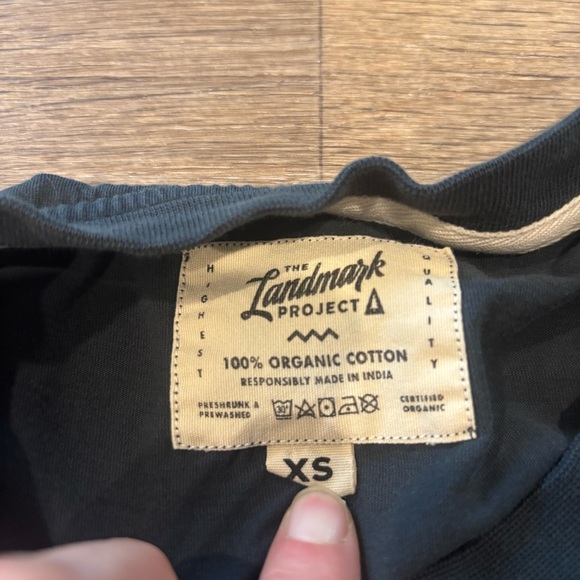 HIGHEST
THE
Landmark
PROJECT
QUALITY
100% ORGANIC COTTON
RESPONSIBLY MADE IN INDIA
PRESHRUNK &
PREWASHED
30°
CERTIFIED
ORGANIC
XS